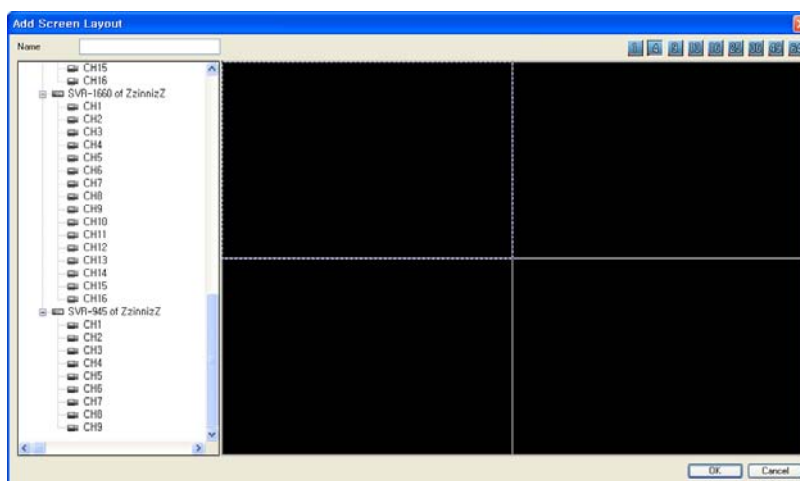 Add Screen Layout
Name
CH15
CH16
SVR-1660 of ZzinnizZ
CH1
CH2
CH3
CH4
CH5
CH6
CH7
CH8
CH9
CH10
CH11
CH12
CH13
CH14
CH15
CH16
SVR-945 of ZzinnizZ
CH1
CH2
CH3
CH4
CH5
CH6
CH7
CH8
CH9
OK
Cancel